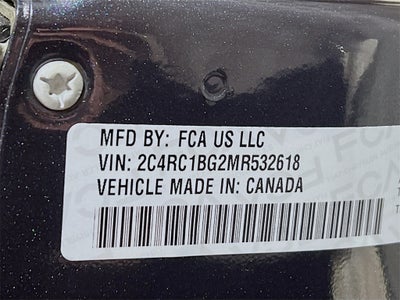 MFD BY: FCA US LLC
VIN: 2C4RC1BG2MR532618
VEHICLE MADE IN: CANADA